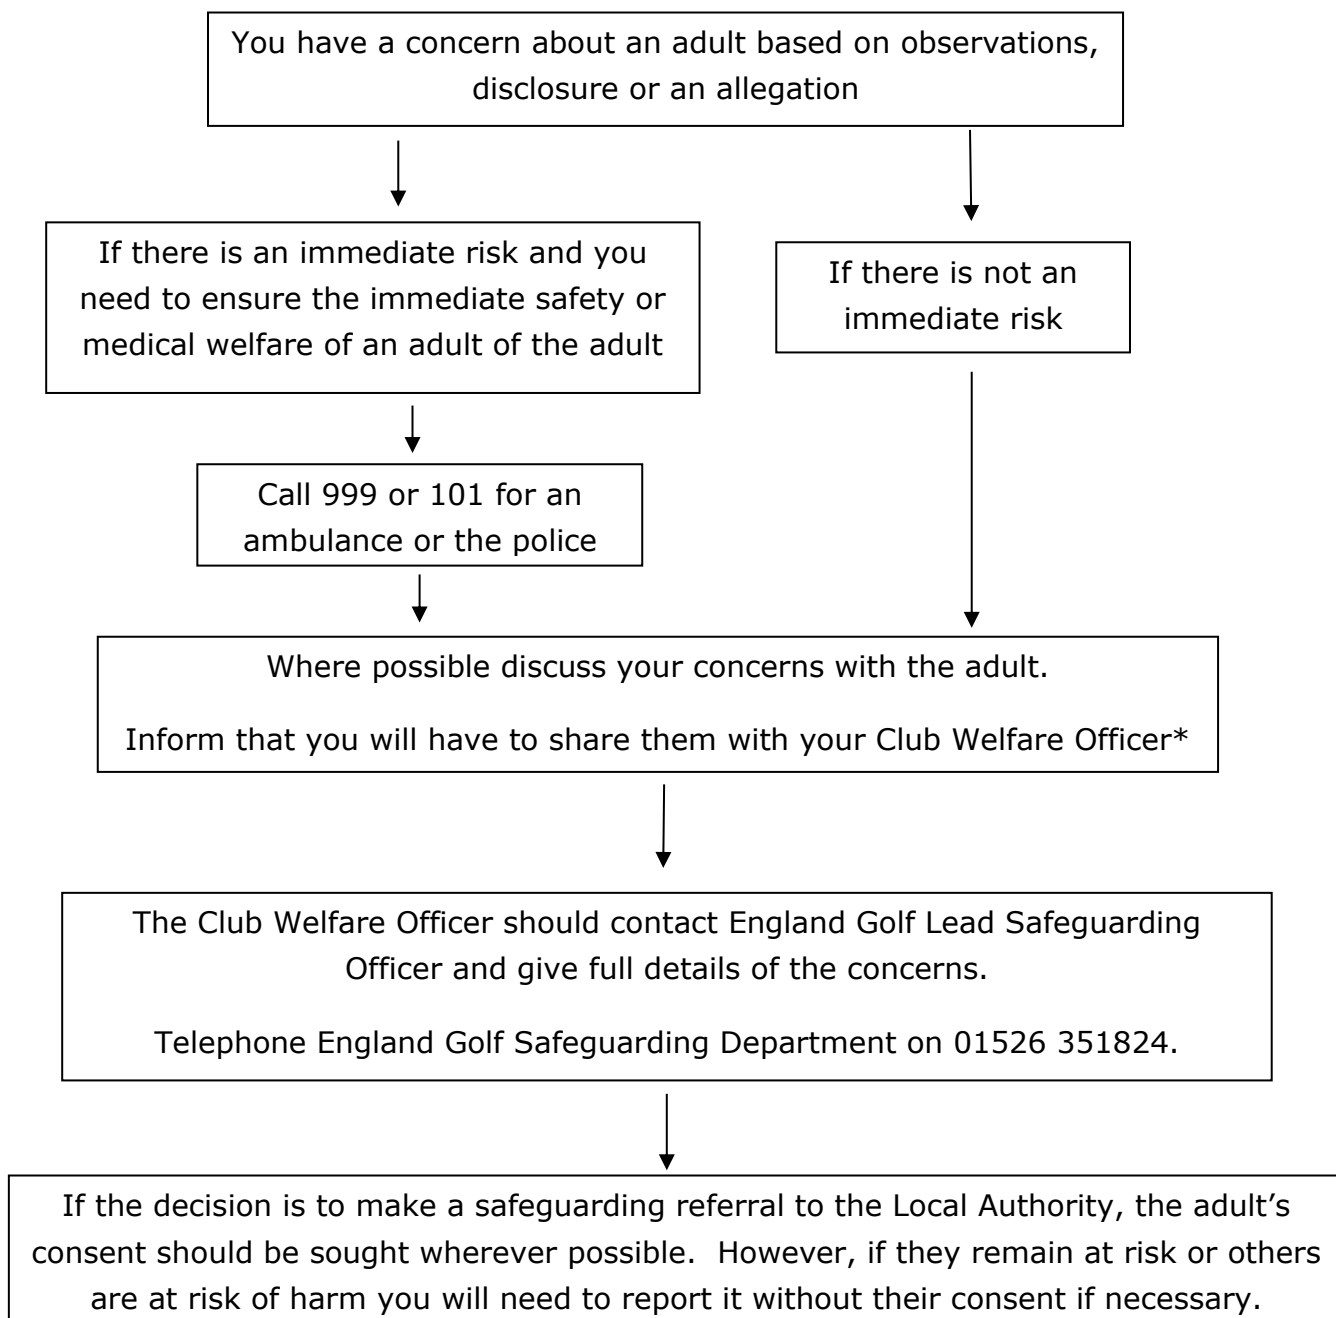 You have a concern about an adult based on observations,
disclosure or an allegation
If there is an immediate risk and you
need to ensure the immediate safety or
medical welfare of an adult of the adult
If there is not an
immediate risk
Call 999 or 101 for an
ambulance or the police
Where possible discuss your concerns with the adult.
Inform that you will have to share them with your Club Welfare Officer*
The Club Welfare Officer should contact England Golf Lead Safeguarding
Officer and give full details of the concerns.
Telephone England Golf Safeguarding Department on 01526 351824.
If the decision is to make a safeguarding referral to the Local Authority, the adult’s
consent should be sought wherever possible.  However, if they remain at risk or others
are at risk of harm you will need to report it without their consent if necessary.